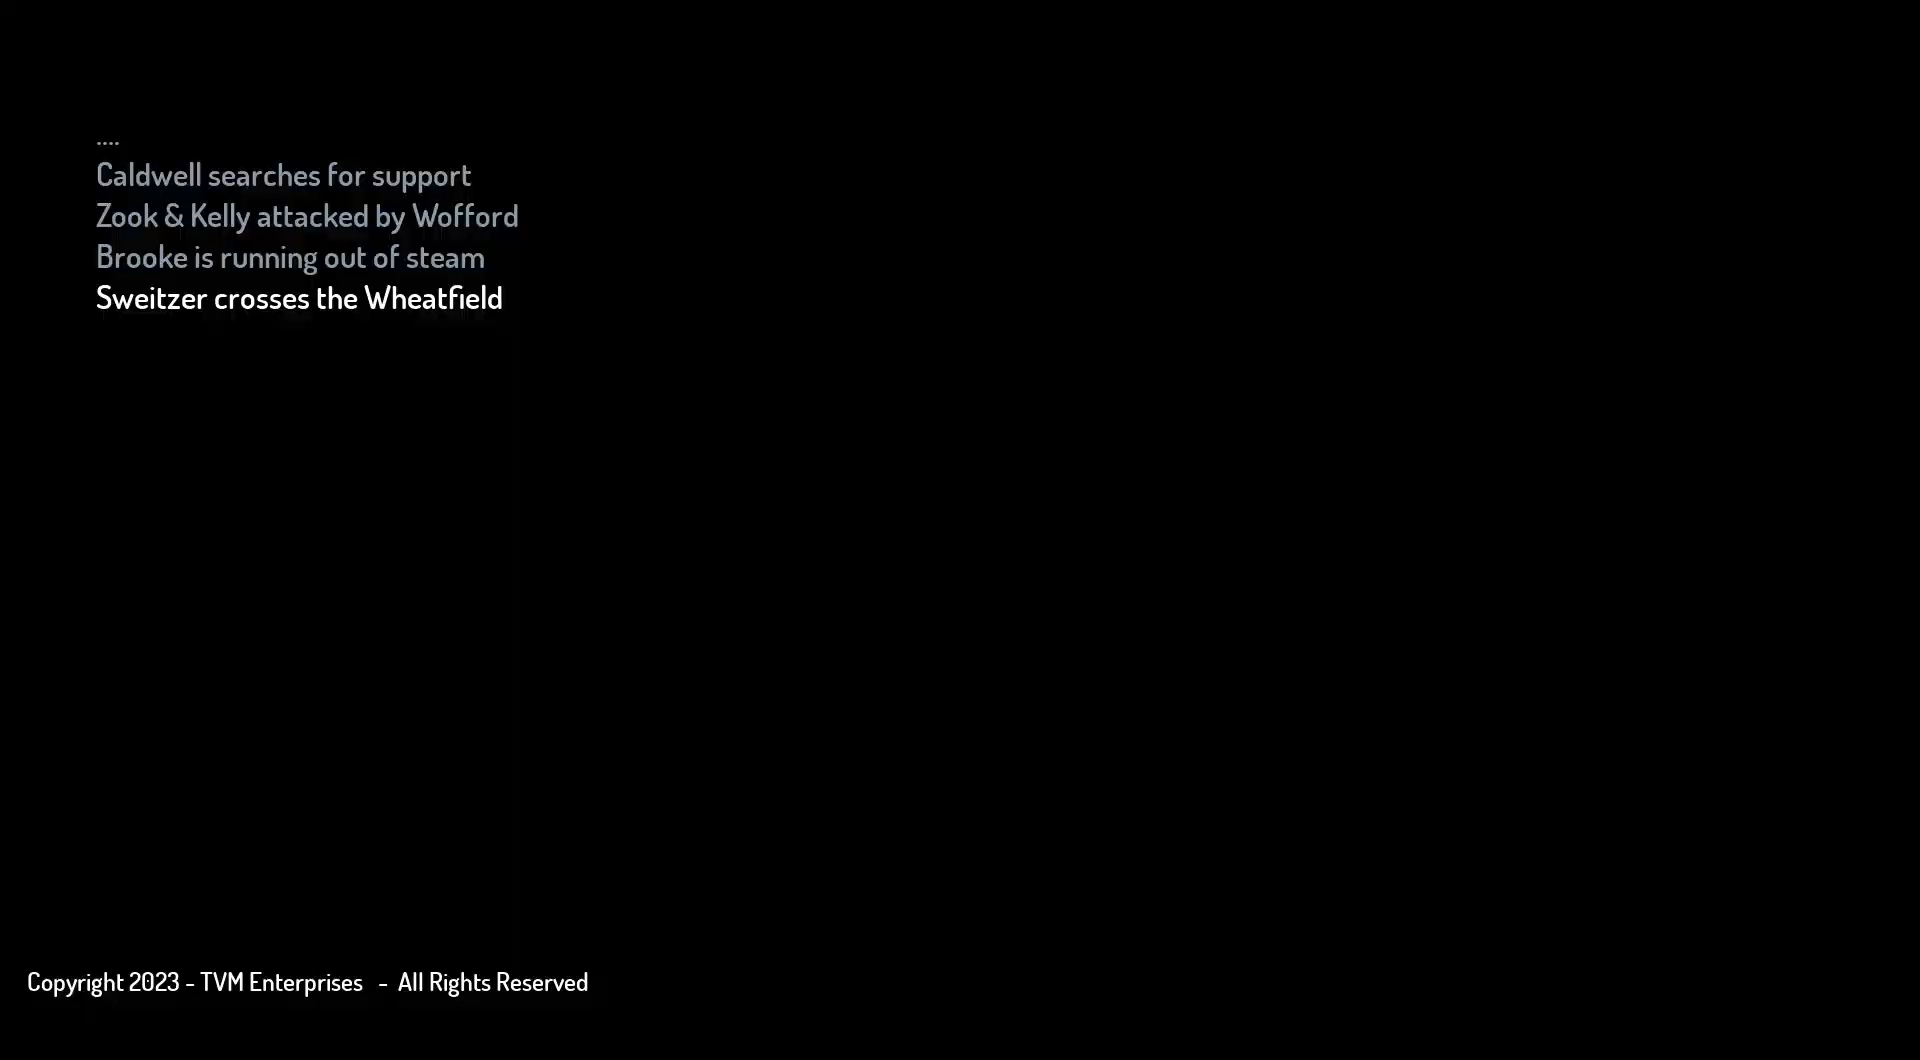 ....
Caldwell searches for support
Zook & Kelly attacked by Wofford
Brooke is running out of steam
Sweitzer crosses the Wheatfield
Copyright 2023 - TVM Enterprises - All Rights Reserved